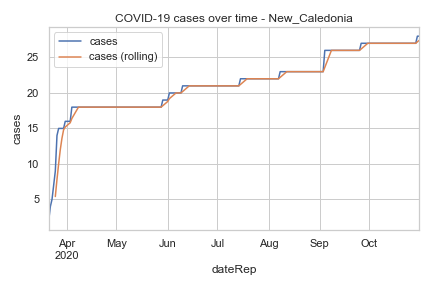 COVID-19 cases over time - New_Caledonia
cases
cases (rolling)
cases
25
20
15
10
5
Apr May Jun Jul Aug Sep Oct
2020
dateRep